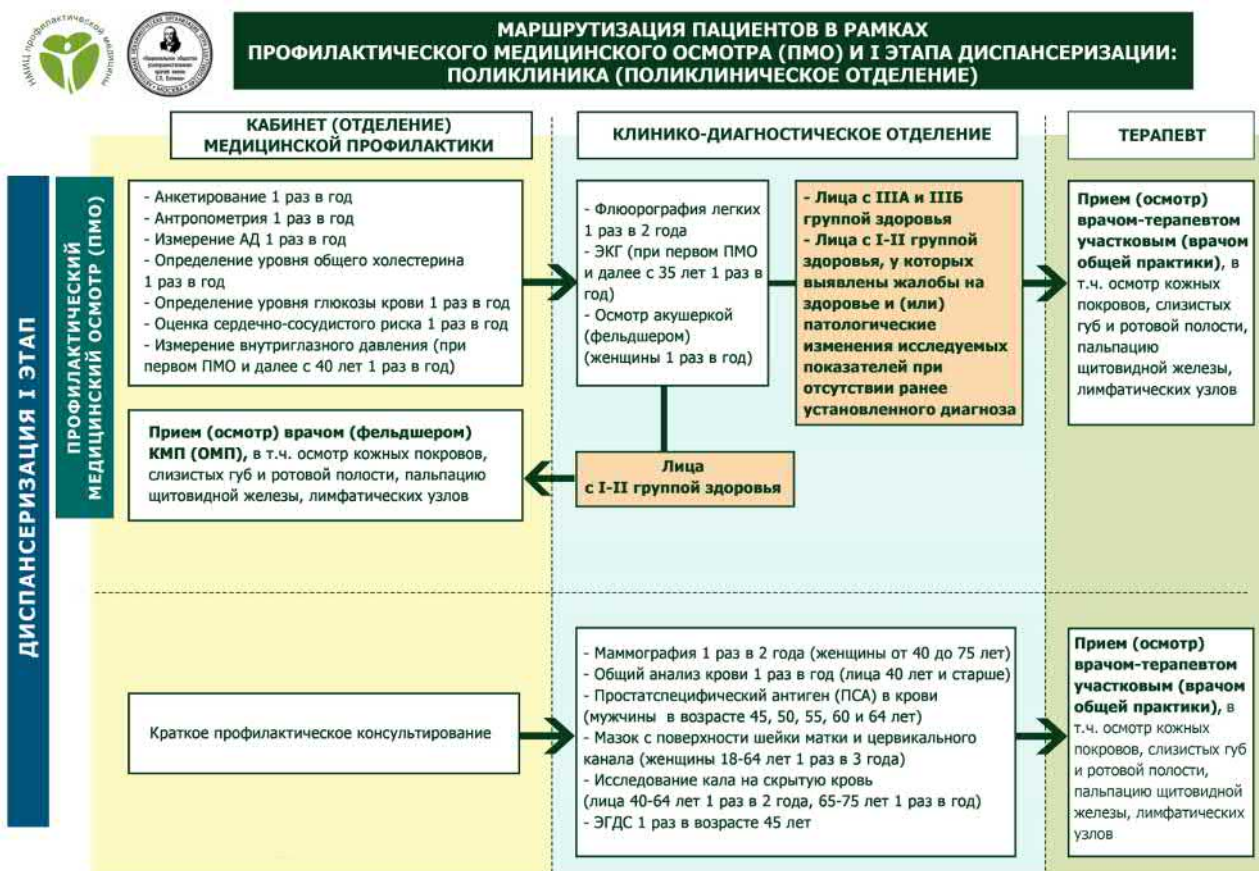 НМИЦ профилактической медицины
«Национальное общество
усовершенствования
врачей имени
С.П. Боткина»
• МОСКВА •
МАРШРУТИЗАЦИЯ ПАЦИЕНТОВ В РАМКАХ
ПРОФИЛАКТИЧЕСКОГО МЕДИЦИНСКОГО ОСМОТРА (ПМО) И I ЭТАПА ДИСПАНСЕРИЗАЦИИ:
ПОЛИКЛИНИКА (ПОЛИКЛИНИЧЕСКОЕ ОТДЕЛЕНИЕ)
КАБИНЕТ (ОТДЕЛЕНИЕ)
МЕДИЦИНСКОЙ ПРОФИЛАКТИКИ
КЛИНИКО-ДИАГНОСТИЧЕСКОЕ ОТДЕЛЕНИЕ
ТЕРАПЕВТ
ДИСПАНСЕРИЗАЦИЯ I ЭТАП
ПРОФИЛАКТИЧЕСКИЙ
МЕДИЦИНСКИЙ ОСМОТР (ПМО)
- Анкетирование 1 раз в год
- Антропометрия 1 раз в год
- Измерение АД 1 раз в год
- Определение уровня общего холестерина
1 раз в год
- Определение уровня глюкозы крови 1 раз в год
- Оценка сердечно-сосудистого риска 1 раз в год
- Измерение внутриглазного давления (при
первом ПМО и далее с 40 лет 1 раз в год)
- Флюорография легких
1 раз в 2 года
- ЭКГ (при первом ПМО
и далее с 35 лет 1 раз в
год)
- Осмотр акушеркой
(фельдшером)
(женщины 1 раз в год)
- Лица с IIIА и IIIБ
группой здоровья
- Лица с I-II группой
здоровья, у которых
выявлены жалобы на
здоровье и (или)
патологические
изменения исследуемых
показателей при
отсутствии ранее
установленного диагноза
Прием (осмотр)
врачом-терапевтом
участковым (врачом
общей практики), в
т.ч. осмотр кожных
покровов, слизистых
губ и ротовой полости,
пальпацию
щитовидной железы,
лимфатических узлов
Прием (осмотр) врачом (фельдшером)
КМП (ОМП), в т.ч. осмотр кожных покровов,
слизистых губ и ротовой полости, пальпацию
щитовидной железы, лимфатических узлов
Лица
с I-II группой здоровья
Краткое профилактическое консультирование
- Маммография 1 раз в 2 года (женщины от 40 до 75 лет)
- Общий анализ крови 1 раз в год (лица 40 лет и старше)
- Простатспецифический антиген (ПСА) в крови
(мужчины в возрасте 45, 50, 55, 60 и 64 лет)
- Мазок с поверхности шейки матки и цервикального
канала (женщины 18-64 лет 1 раз в 3 года)
- Исследование кала на скрытую кровь
(лица 40-64 лет 1 раз в 2 года, 65-75 лет 1 раз в год)
- ЭГДС 1 раз в возрасте 45 лет
Прием (осмотр)
врачом-терапевтом
участковым (врачом
общей практики), в
т.ч. осмотр кожных
покровов, слизистых губ
и ротовой полости,
пальпацию щитовидной
железы, лимфатических
узлов